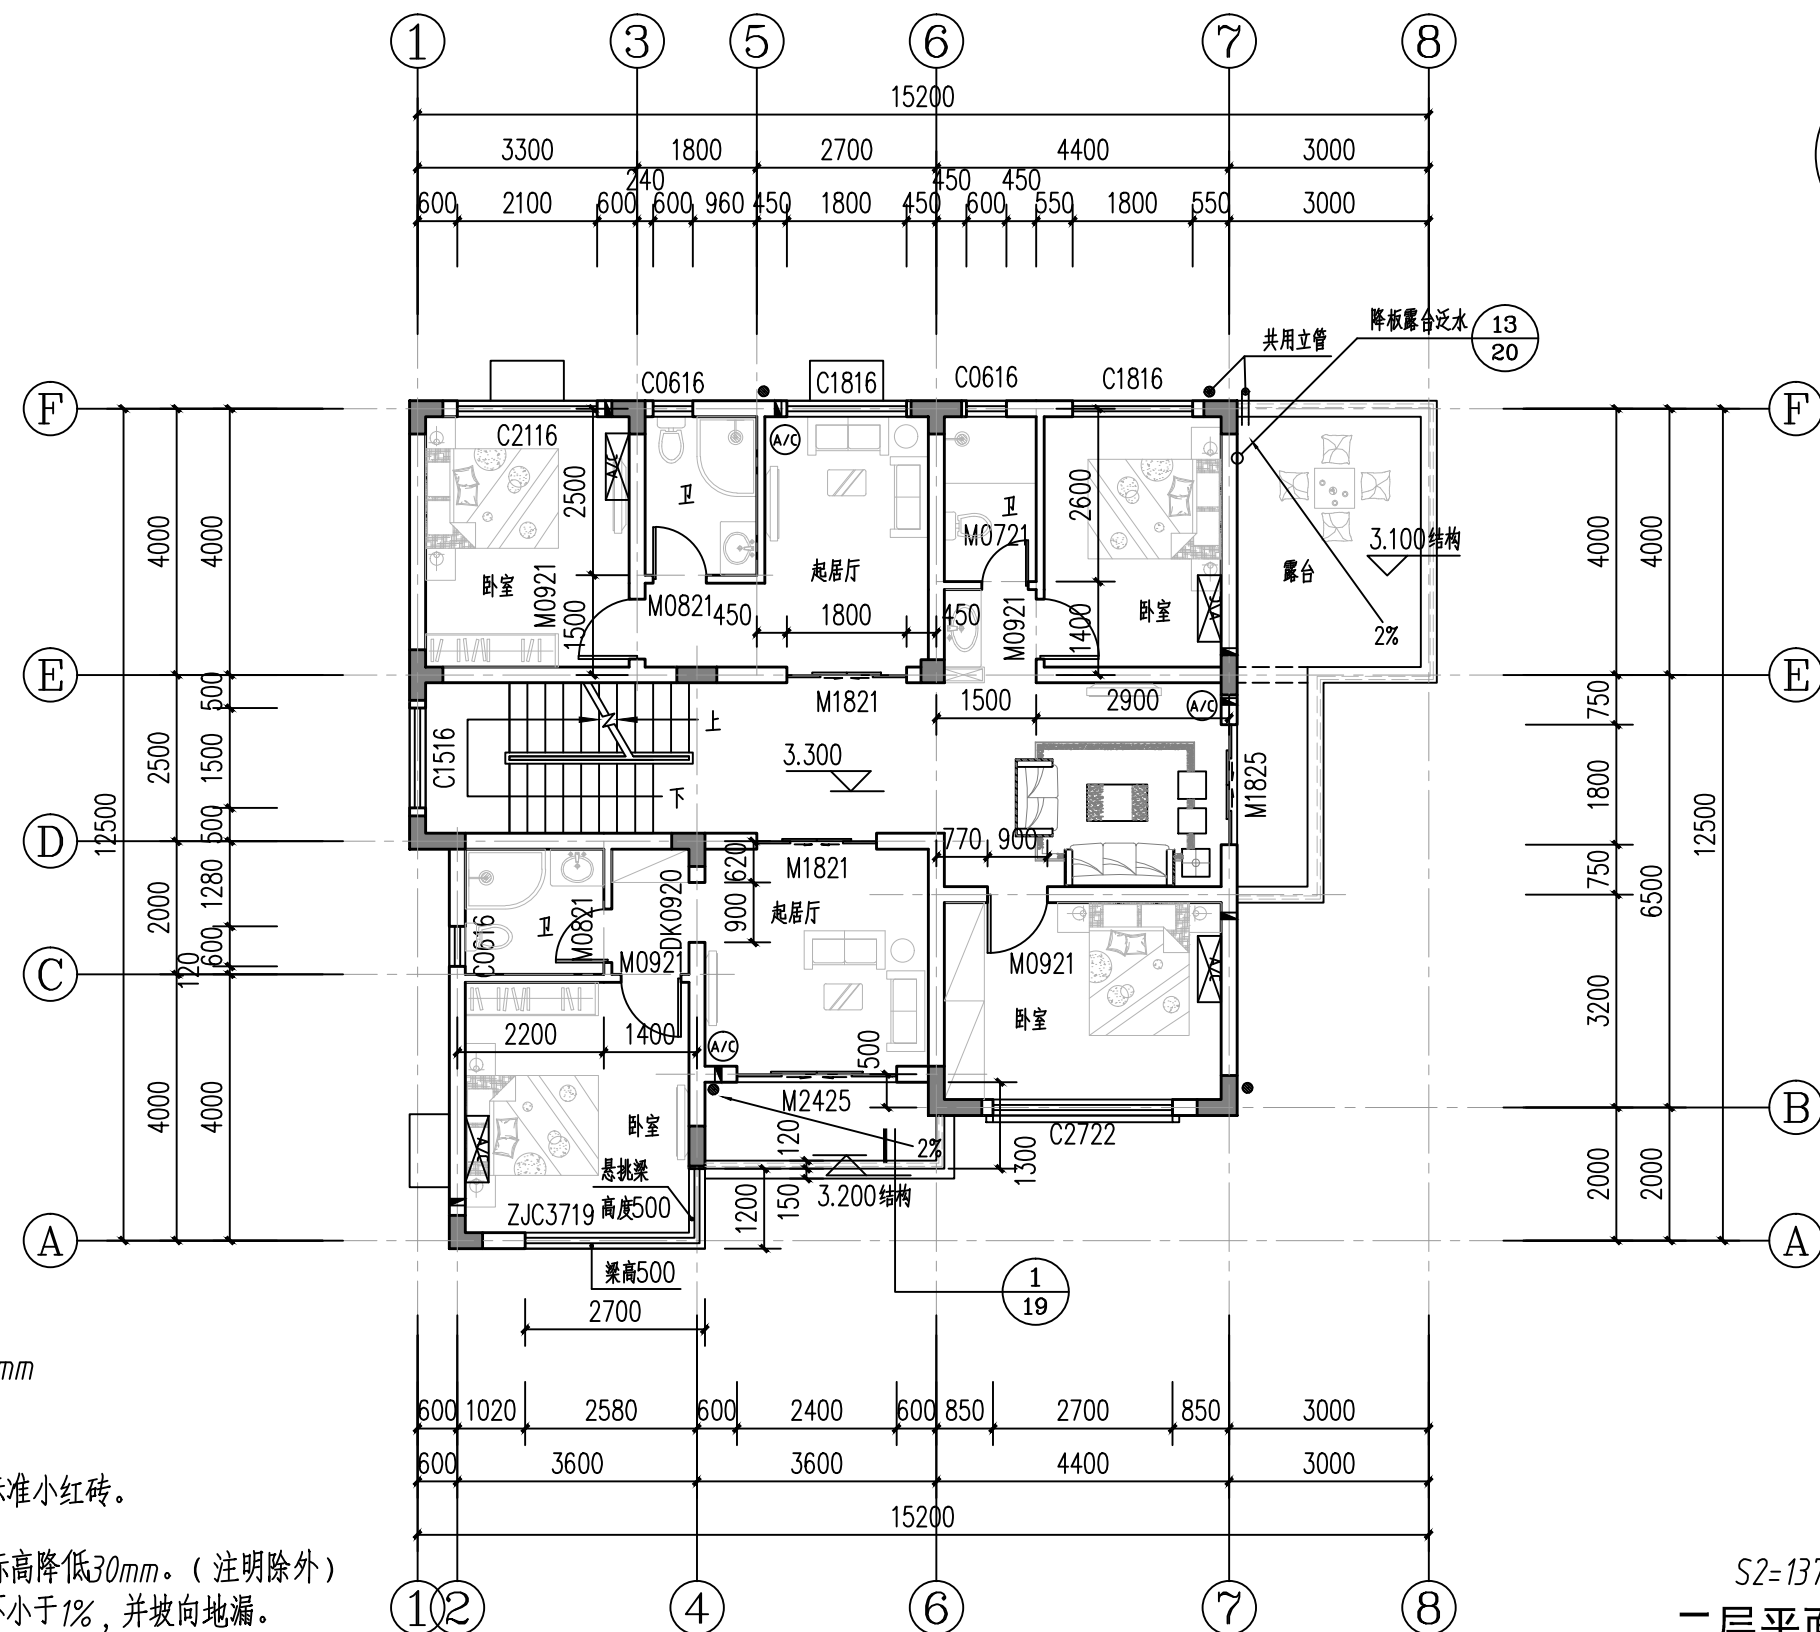 1 3 5 6 7 8
15200
3300 1800 2700 4400 3000
240 450 450
600 2100 600 600 960 450 1800 450 600 550 1800 550 3000
降板露台泛水 13
20
共用立管
C0616 C1816 C0616 C1816
F F
C2116 A/C A/C
2500 卫 卫 2600
M0721
3.100结构
4000 4000 4000 4000
起居厅 露台
卧室 M0921 M0821 M0921 卧室 A/C
1500 450 1800 450 1400
2%
E E
500 M1821 1500 2900 A/C 750
上
2500 1500 C1516 3.300 M1825 1800
下
12500 12500
500 770 900
D D
M1821 750
620
2000 1280 C0616 卫 M0821 DK0920 900 起居厅 6500
600 M0921 M0921 A/C
C
120
卧室 3200
2200 1400 A/C 500
4000 4000 M2425
B
卧室 A/C 120 2% C2722
1300
悬挑梁
3.200结构 2000 2000
ZJC3719 高度500 1200 150
A A
梁高500 1
19
2700
mm
600 1020 2580 600 2400 600 850 2700 850 3000
600 3600 3600 4400 3000
准小红砖。
15200
标高降低30mm。(注明除外)
S2=137
不小于1%,并坡向地漏。
1 2 4 6 7 8
二层平面